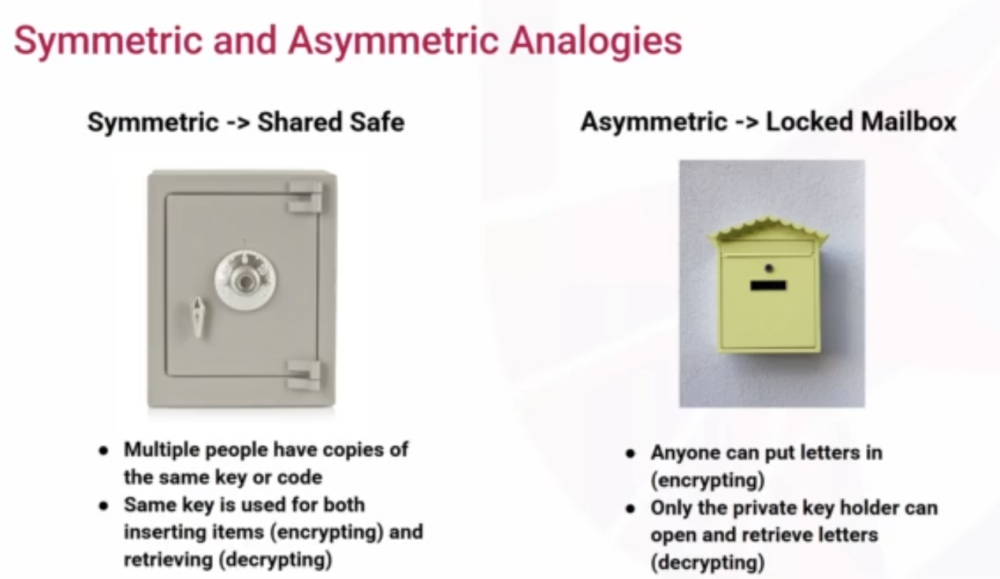 Symmetric and Asymmetric Analogies
Symmetric -> Shared Safe
● Multiple people have copies of
the same key or code
● Same key is used for both
inserting items (encrypting) and
retrieving (decrypting)
Asymmetric -> Locked Mailbox
● Anyone can put letters in
(encrypting)
● Only the private key holder can
open and retrieve letters
(decrypting)